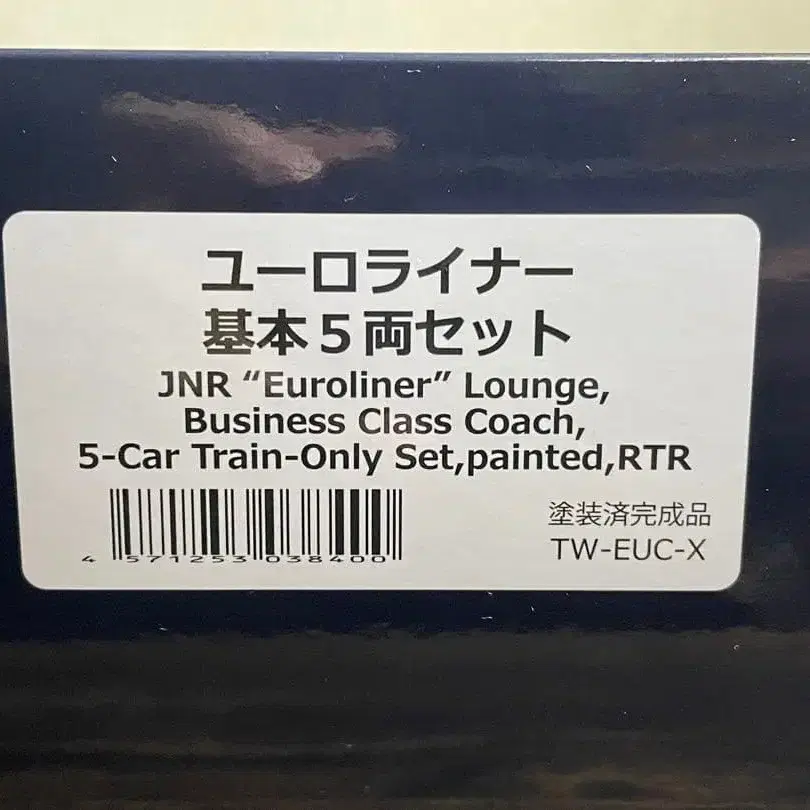 ユーロライナー
基本５両セット
JNR “Euroliner” Lounge,
Business Class Coach,
5-Car Train-Only Set,painted,RTR
塗装済完成品
4 571253 038400
TW-EUC-X